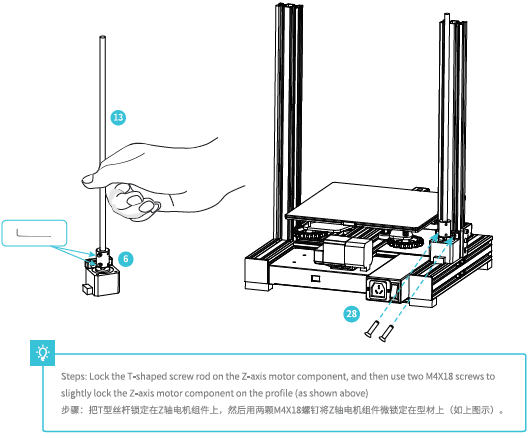 13
6
28
Steps: Lock the T-shaped screw rod on the Z-axis motor component, and then use two M4X18 screws to
slightly lock the Z-axis motor component on the profile (as shown above)
步骤：把T型丝杆锁定在Z轴电机组件上，然后用两颗M4X18螺钉将Z轴电机组件微锁定在型材上（如上图示）。